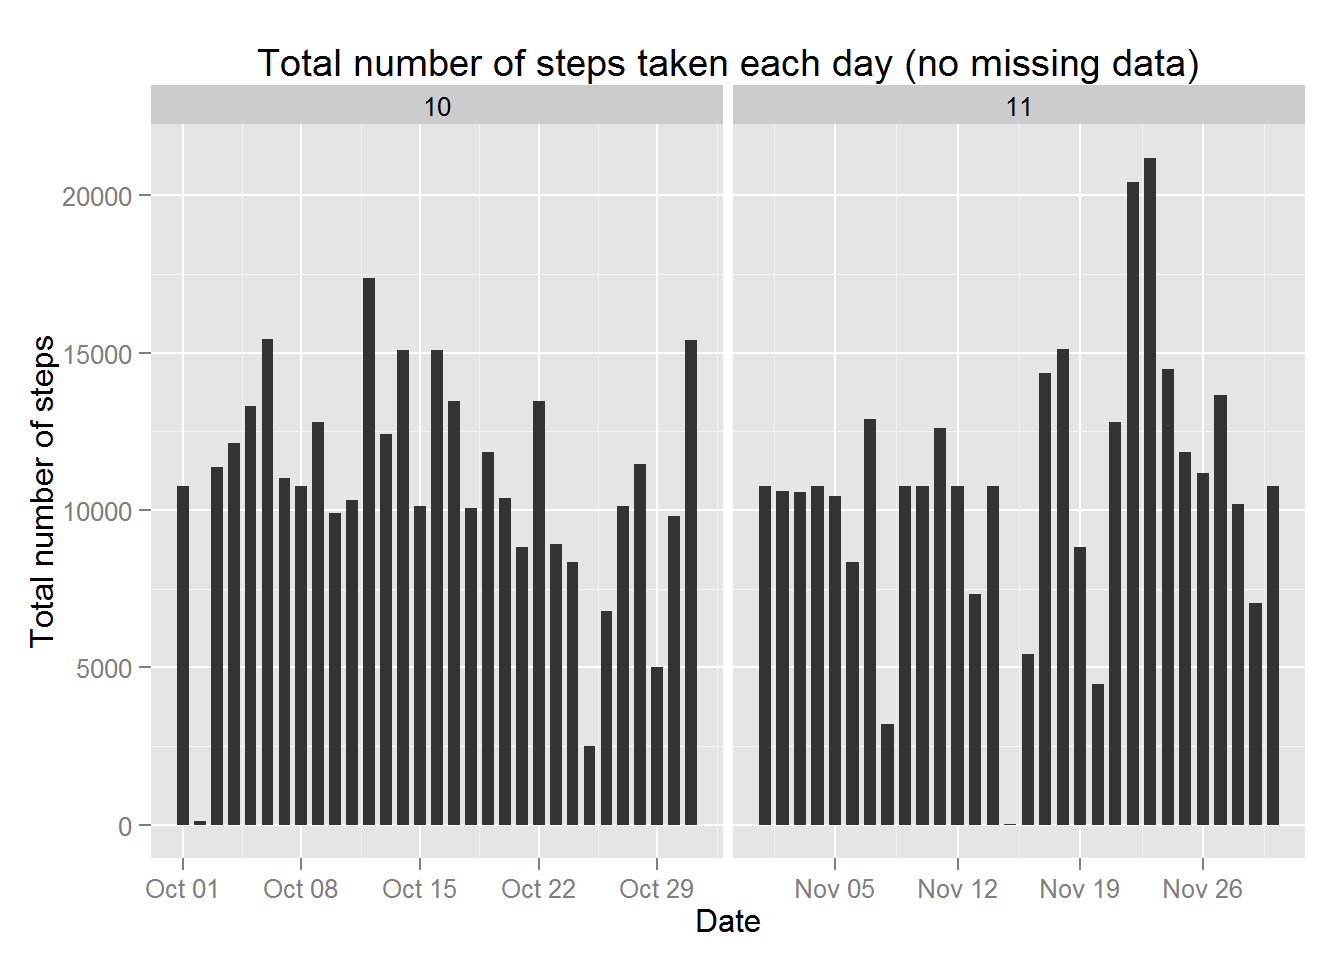 Total number of steps taken each day (no missing data)
10
11
Total number of steps
20000
15000
10000
5000
0
Oct 01 Oct 08 Oct 15 Oct 22 Oct 29 Nov 05 Nov 12 Nov 19 Nov 26
Date